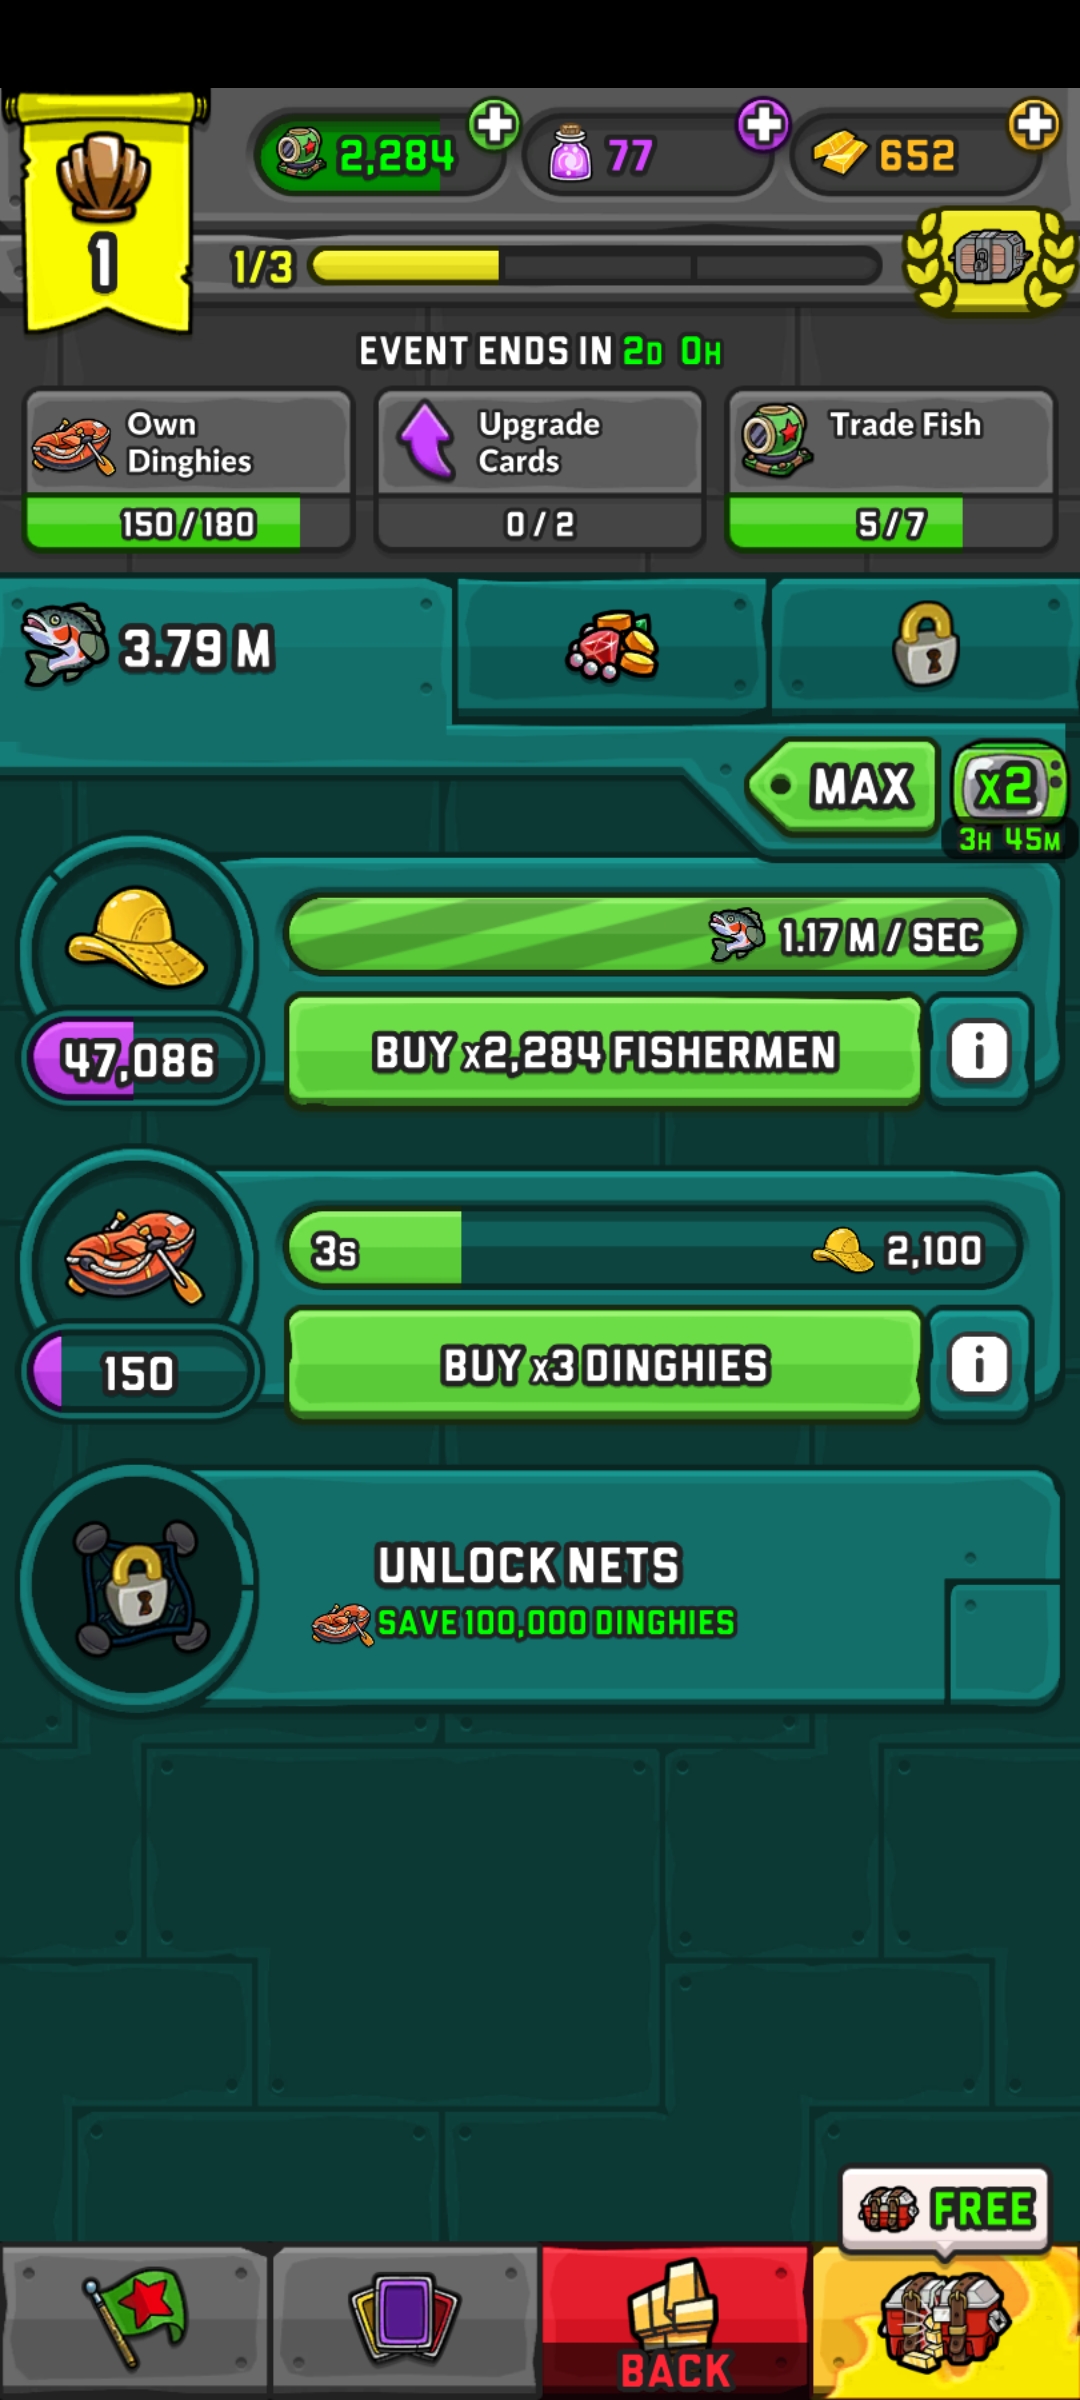 2,284
77
652
1
1/3
EVENT ENDS IN 2D 0H
Own Dinghies
150/180
Upgrade Cards
0/2
Trade Fish
5/7
3.79 M
MAX
x2
3H 45M
1.17 M / SEC
47,086
BUY x2,284 FISHERMEN
i
3s
2,100
150
BUY x3 DINGHIES
i
UNLOCK NETS
SAVE 100,000 DINGHIES
FREE
BACK